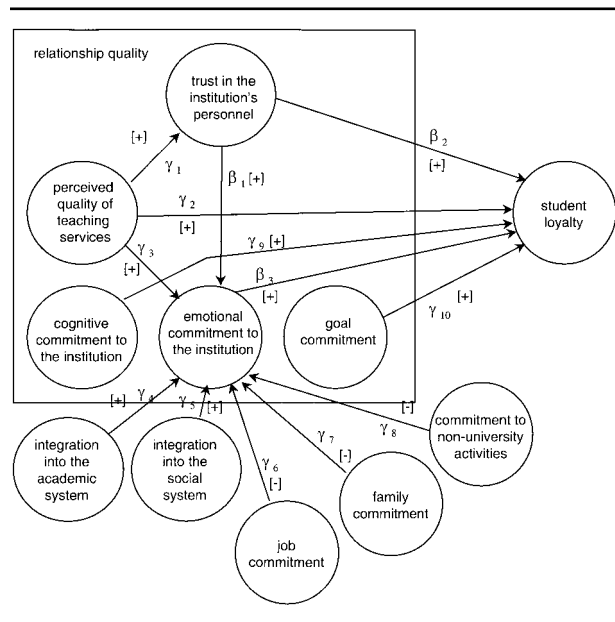 relationship quality
trust in the
institution's
personnel
[+]
γ 1
β 1 [+]
β 2
[+]
perceived
quality of
teaching
services
γ 2
[+]
student
loyalty
γ 3
[+]
γ 9 [+]
β 3
[+]
cognitive
commitment to
the institution
emotional
commitment to
the institution
goal
commitment
γ 10
[+]
[+]
γ 4
γ 5
[+]
[-]
γ 8
commitment to
non-university
activities
integration
into the
academic
system
integration
into the
social
system
γ 6
[-]
γ 7
[-]
family
commitment
job
commitment